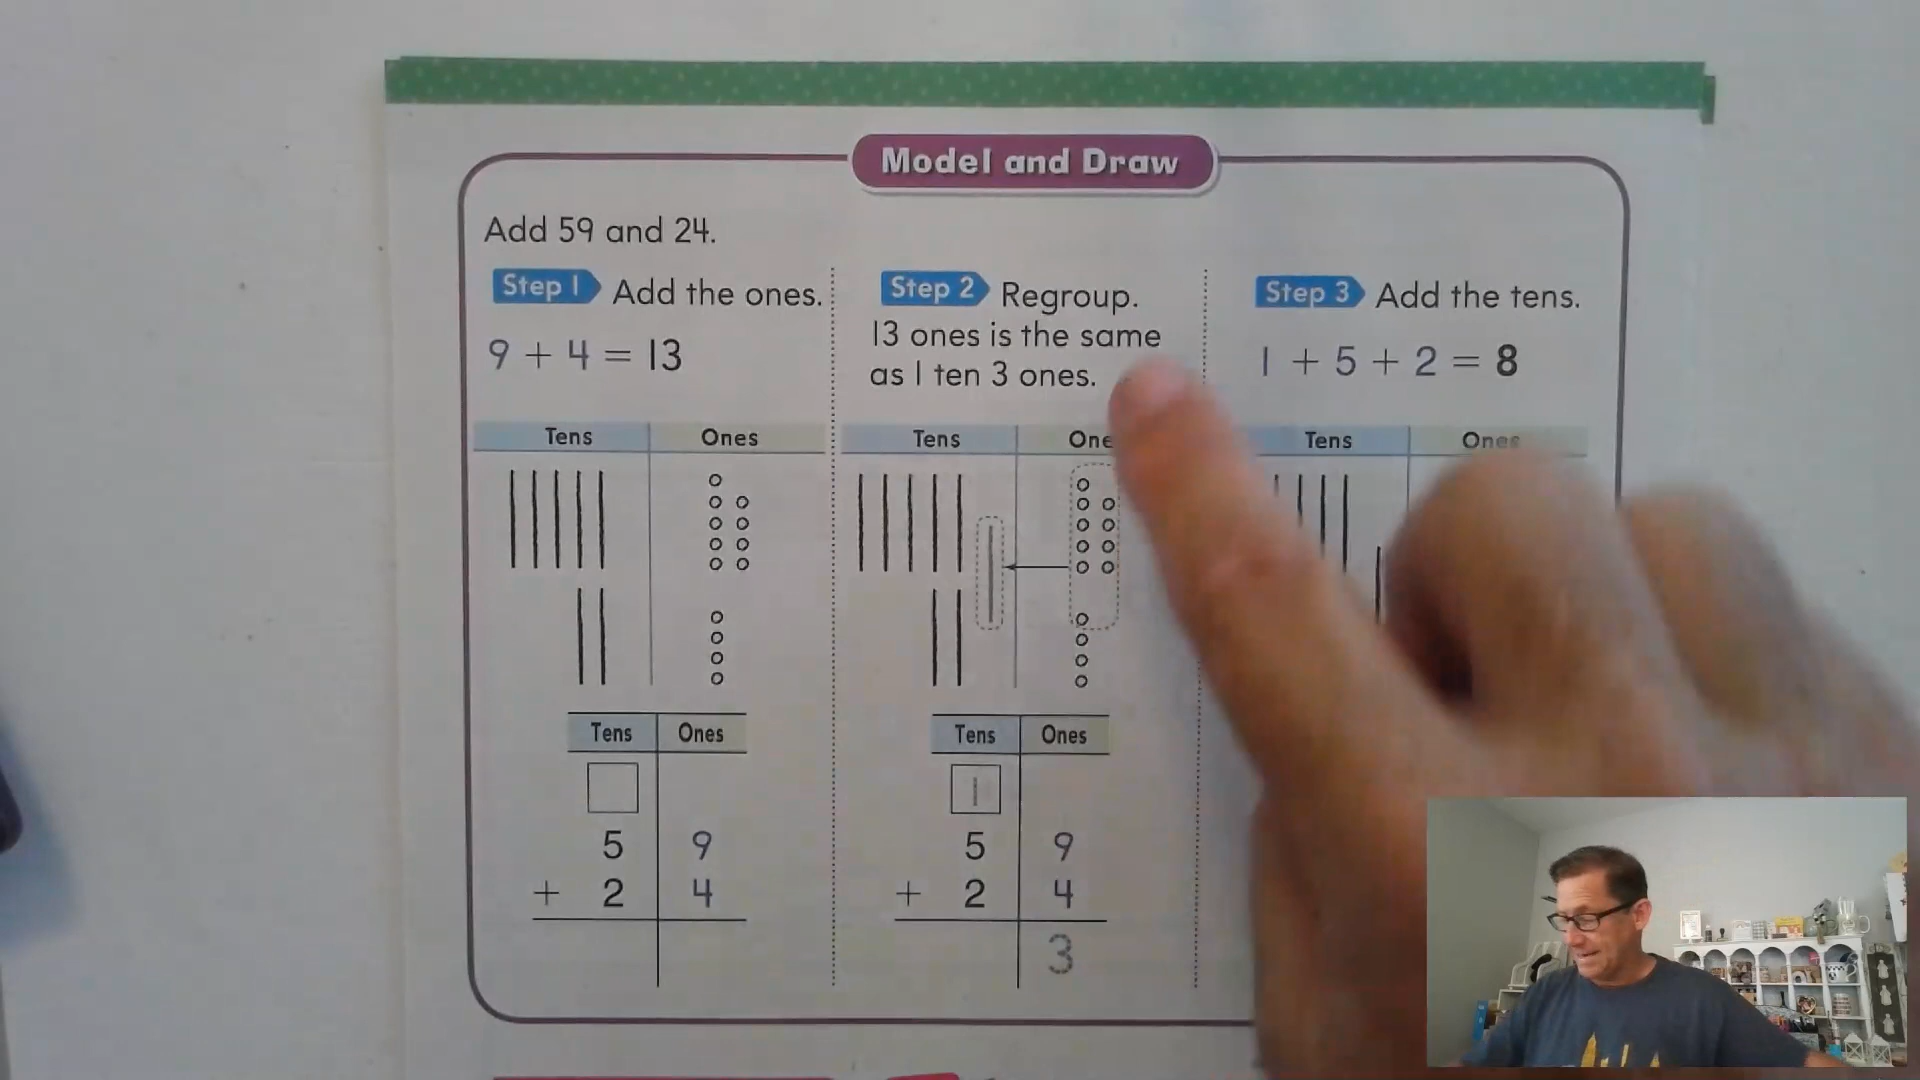 Model and Draw
Add 59 and 24.
Step 1 Add the ones.
9 + 4 = 13
Tens Ones
Tens Ones
5 9
+ 2 4
Step 2 Regroup.
13 ones is the same
as 1 ten 3 ones.
Tens
Tens Ones
1
5 9
+ 2 4
3
Step 3 Add the tens.
1 + 5 + 2 = 8
Tens Ones